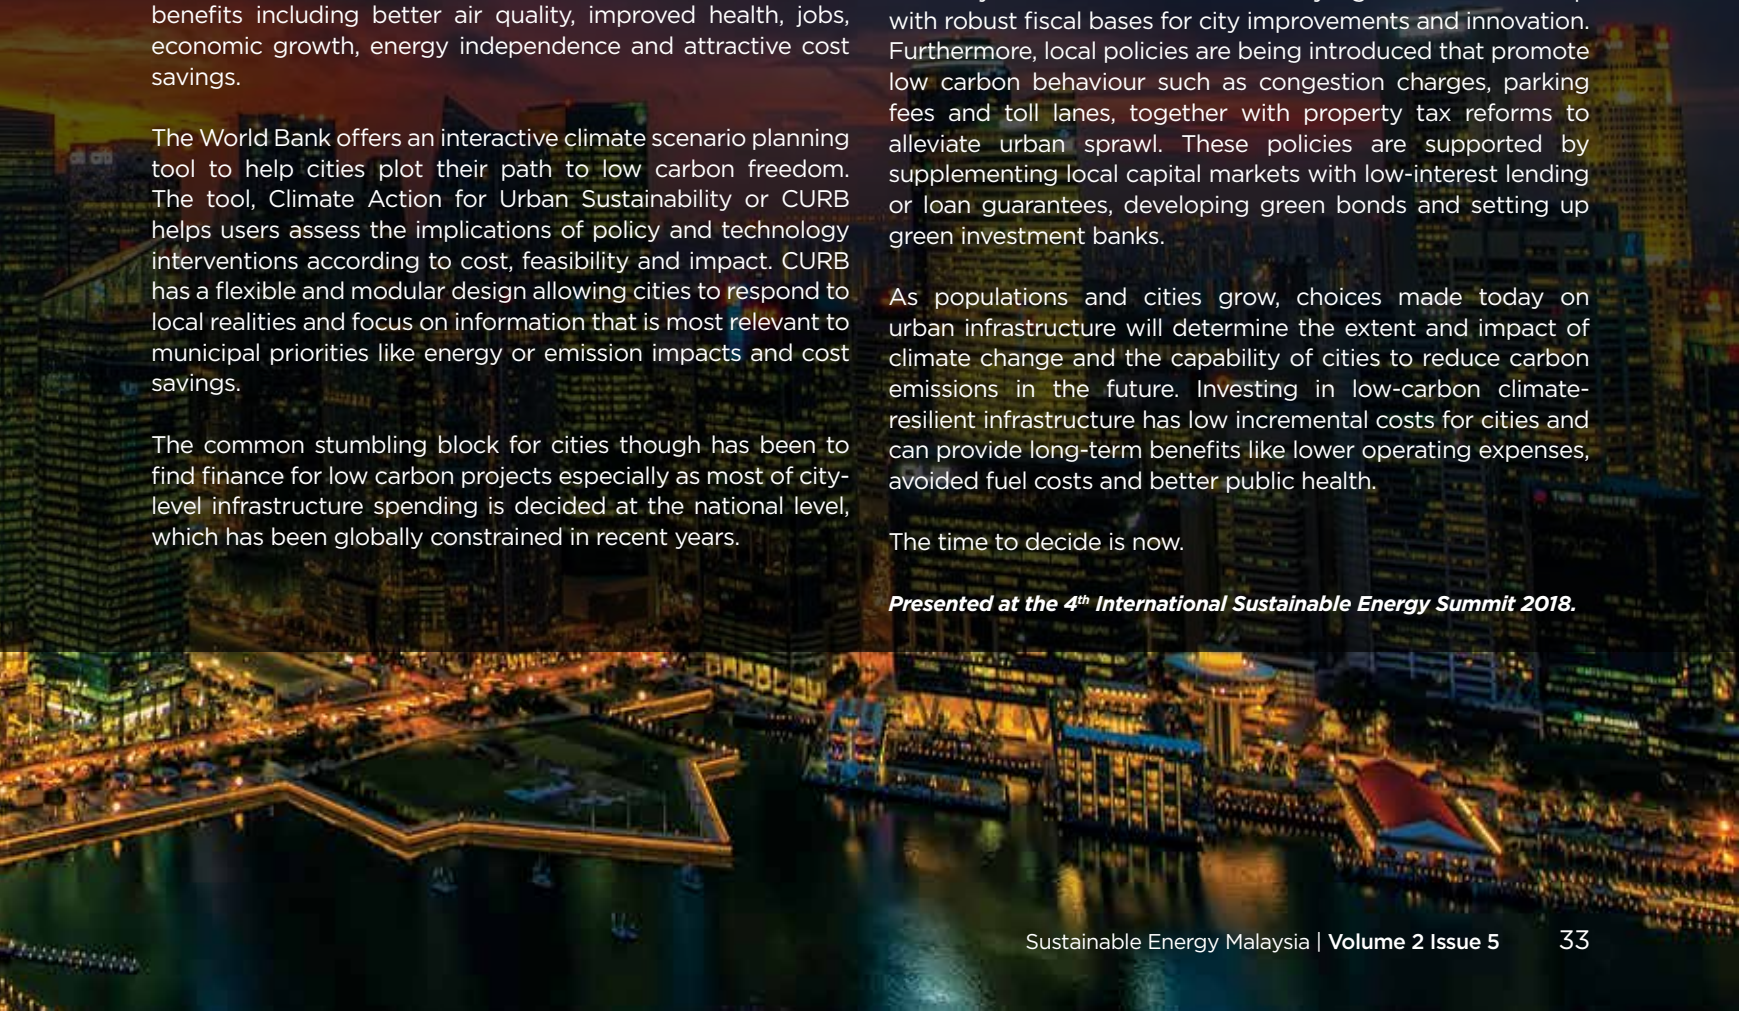 benefits including better air quality, improved health, jobs,
economic growth, energy independence and attractive cost
savings.
The World Bank offers an interactive climate scenario planning
tool to help cities plot their path to low carbon freedom.
The tool, Climate Action for Urban Sustainability or CURB
helps users assess the implications of policy and technology
interventions according to cost, feasibility and impact. CURB
has a flexible and modular design allowing cities to respond to
local realities and focus on information that is most relevant to
municipal priorities like energy or emission impacts and cost
savings.
The common stumbling block for cities though has been to
find finance for low carbon projects especially as most of city-
level infrastructure spending is decided at the national level,
which has been globally constrained in recent years.
with robust fiscal bases for city improvements and innovation.
Furthermore, local policies are being introduced that promote
low carbon behaviour such as congestion charges, parking
fees and toll lanes, together with property tax reforms to
alleviate urban sprawl. These policies are supported by
supplementing local capital markets with low-interest lending
or loan guarantees, developing green bonds and setting up
green investment banks.
As populations and cities grow, choices made today on
urban infrastructure will determine the extent and impact of
climate change and the capability of cities to reduce carbon
emissions in the future. Investing in low-carbon climate-
resilient infrastructure has low incremental costs for cities and
can provide long-term benefits like lower operating expenses,
avoided fuel costs and better public health.
The time to decide is now.
Presented at the 4th International Sustainable Energy Summit 2018.
Sustainable Energy Malaysia | Volume 2 Issue 5 33